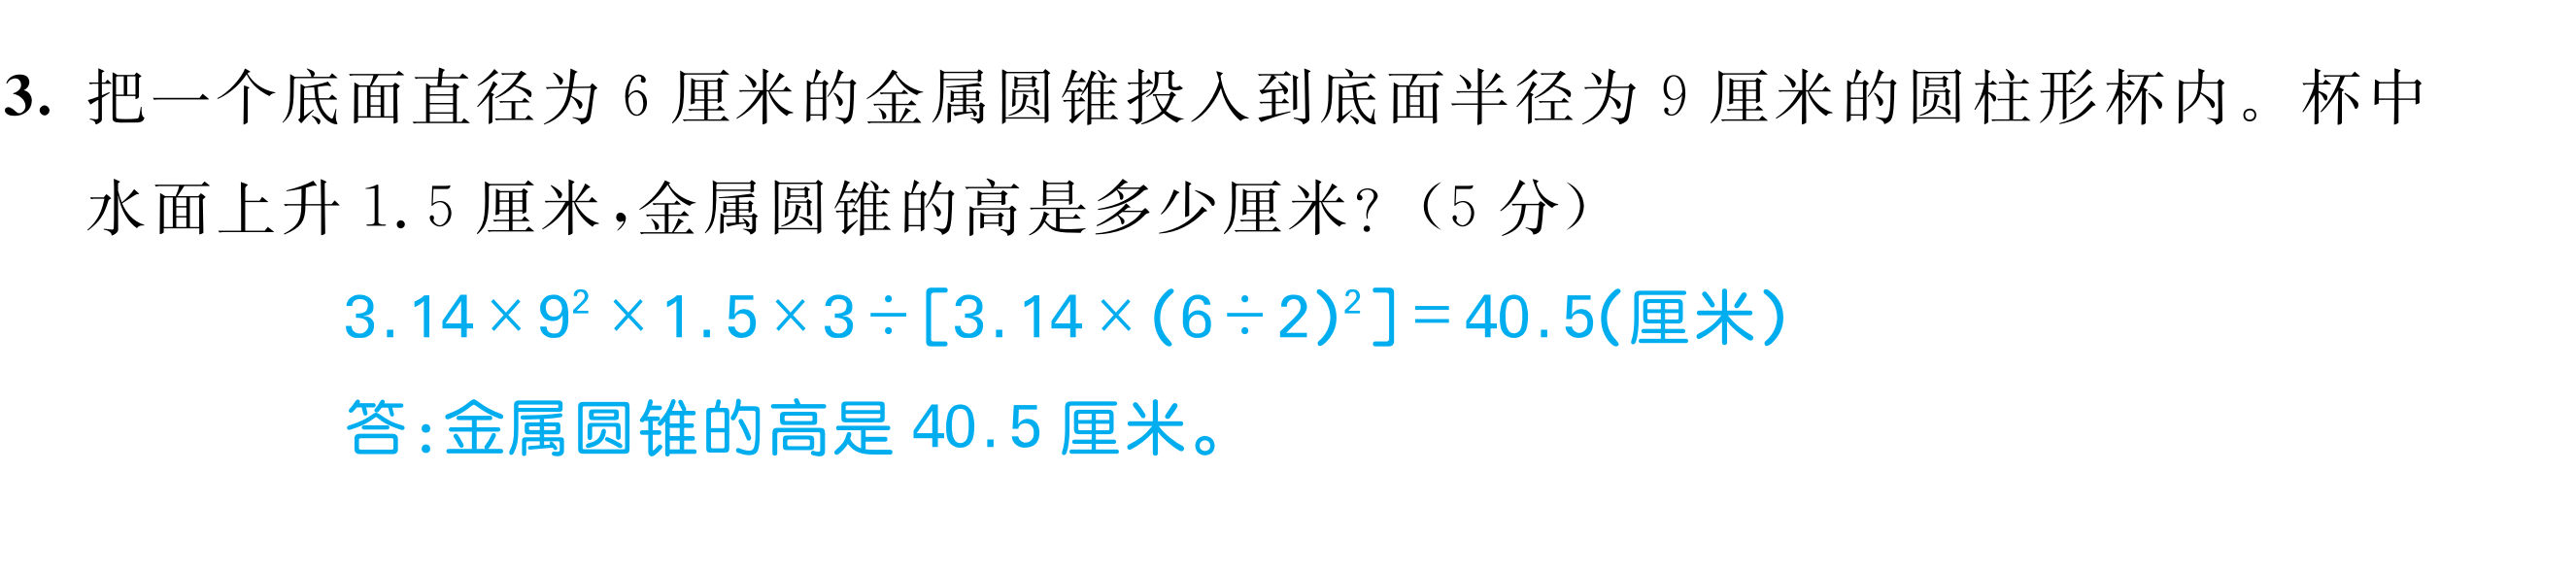 3. 把一个底面直径为 6 厘米的金属圆锥投入到底面半径为 9 厘米的圆柱形杯内。杯中
水面上升 1.5 厘米,金属圆锥的高是多少厘米?(5 分)
3.14×9²×1.5×3÷[3.14×(6÷2)²]=40.5(厘米)
答:金属圆锥的高是 40.5 厘米。